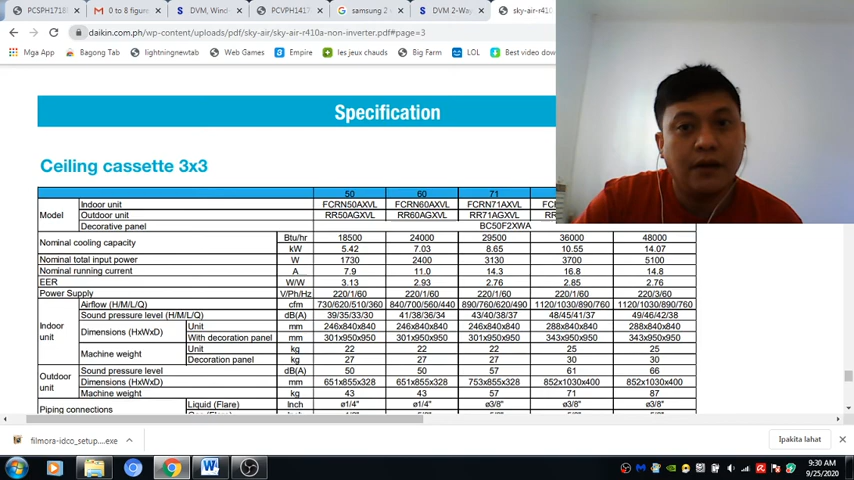 PCSPH1718! 0 to 8 figure DVM, Wind- PCVPH1417 samsung 2 DVM 2-Way sky-air-r410
daikin.com.ph/wp-content/uploads/pdf/sky-air/sky-air-r410a-non-inverter.pdf#page=3
Mga App Bagong Tab lightningnewtab Web Games Empire les jeux chauds Big Farm LOL Best video dow
Specification
Ceiling cassette 3x3
50 60 71
Model Indoor unit FCRN50AXVL FCRN60AXVL FCRN71AXVL FCR
Outdoor unit RR50AGXVL RR60AGXVL RR71AGXVL RR
Decorative panel BC50F2XWA
Nominal cooling capacity Btu/hr 18500 24000 29500 36000 48000
kW 5.42 7.03 8.65 10.55 14.07
Nominal total input power W 1730 2400 3130 3700 5100
Nominal running current A 7.9 11.0 14.3 16.8 14.8
EER W/W 3.13 2.93 2.76 2.85 2.76
Power Supply V/Ph/Hz 220/1/60 220/1/60 220/1/60 220/1/60 220/3/60
Indoor unit Airflow (H/M/L/Q) cfm 730/620/510/360 840/700/560/440 890/760/620/490 1120/1030/890/760 1120/1030/890/760
Sound pressure level (H/M/L/Q) dB(A) 39/35/33/30 41/38/36/34 43/40/38/37 48/45/41/37 49/46/42/38
Dimensions (HxWxD) Unit mm 246x840x840 246x840x840 246x840x840 288x840x840 288x840x840
With decoration panel mm 301x950x950 301x950x950 301x950x950 343x950x950 343x950x950
Machine weight Unit kg 22 22 22 25 25
Decoration panel kg 27 27 27 30 30
Outdoor unit Sound pressure level dB(A) 50 50 57 61 66
Dimensions (HxWxD) mm 651x855x328 651x855x328 753x855x328 852x1030x400 852x1030x400
Machine weight kg 43 43 57 71 87
Piping connections Liquid (Flare) Inch ø1/4" ø1/4" ø3/8" ø3/8" ø3/8"
filmora-idco_setup....exe Ipakita lahat
9:30 AM
9/25/2020